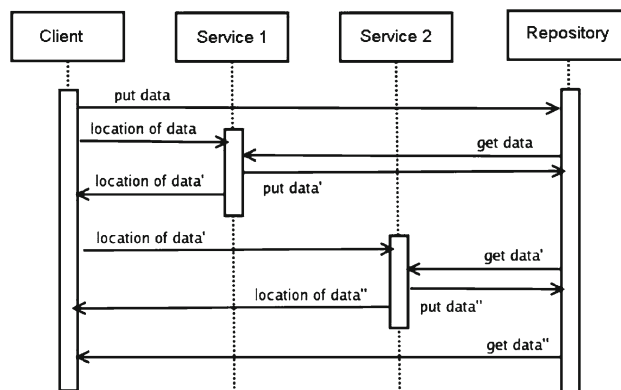 Client
Service 1
Service 2
Repository
put data
location of data
get data
location of data'
put data'
location of data'
get data'
location of data"
put data"
get data"